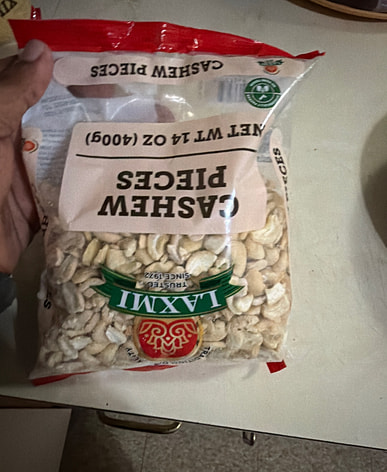 LAXMI
TRUSTED
SINCE 1972
CASHEW
PIECES
NET WT 14 OZ (400g)
CASHEW PIECES